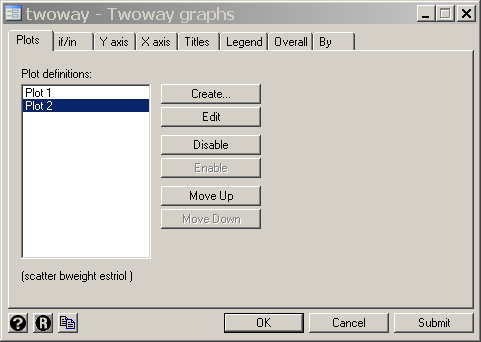 twoway - Twoway graphs
Plots if/in Y axis X axis Titles Legend Overall By
Plot definitions:
Plot 1
Plot 2
Create...
Edit
Disable
Enable
Move Up
Move Down
(scatter bweight estriol )
? R OK Cancel Submit